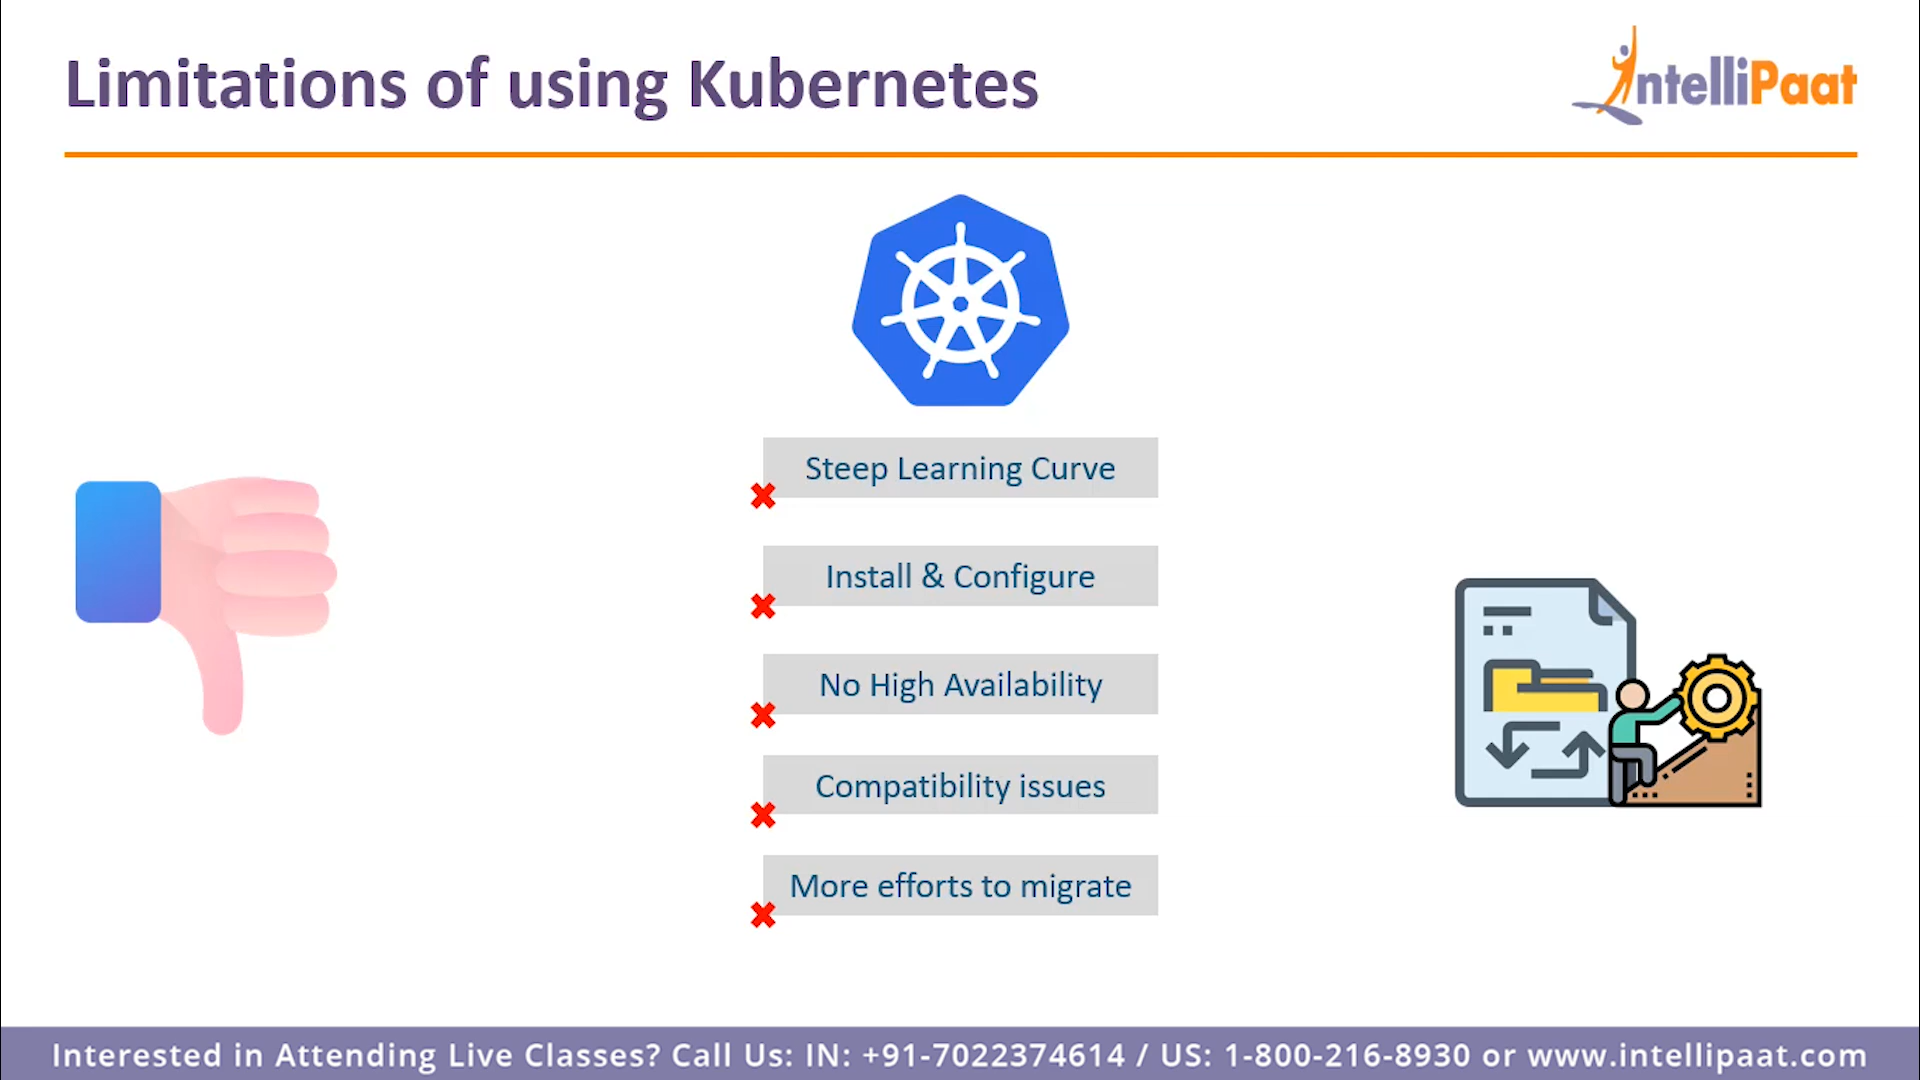 Limitations of using Kubernetes
IntelliPaat
Steep Learning Curve
Install & Configure
No High Availability
Compatibility issues
More efforts to migrate
Interested in Attending Live Classes? Call Us: IN: +91-7022374614 / US: 1-800-216-8930 or www.intellipaat.com